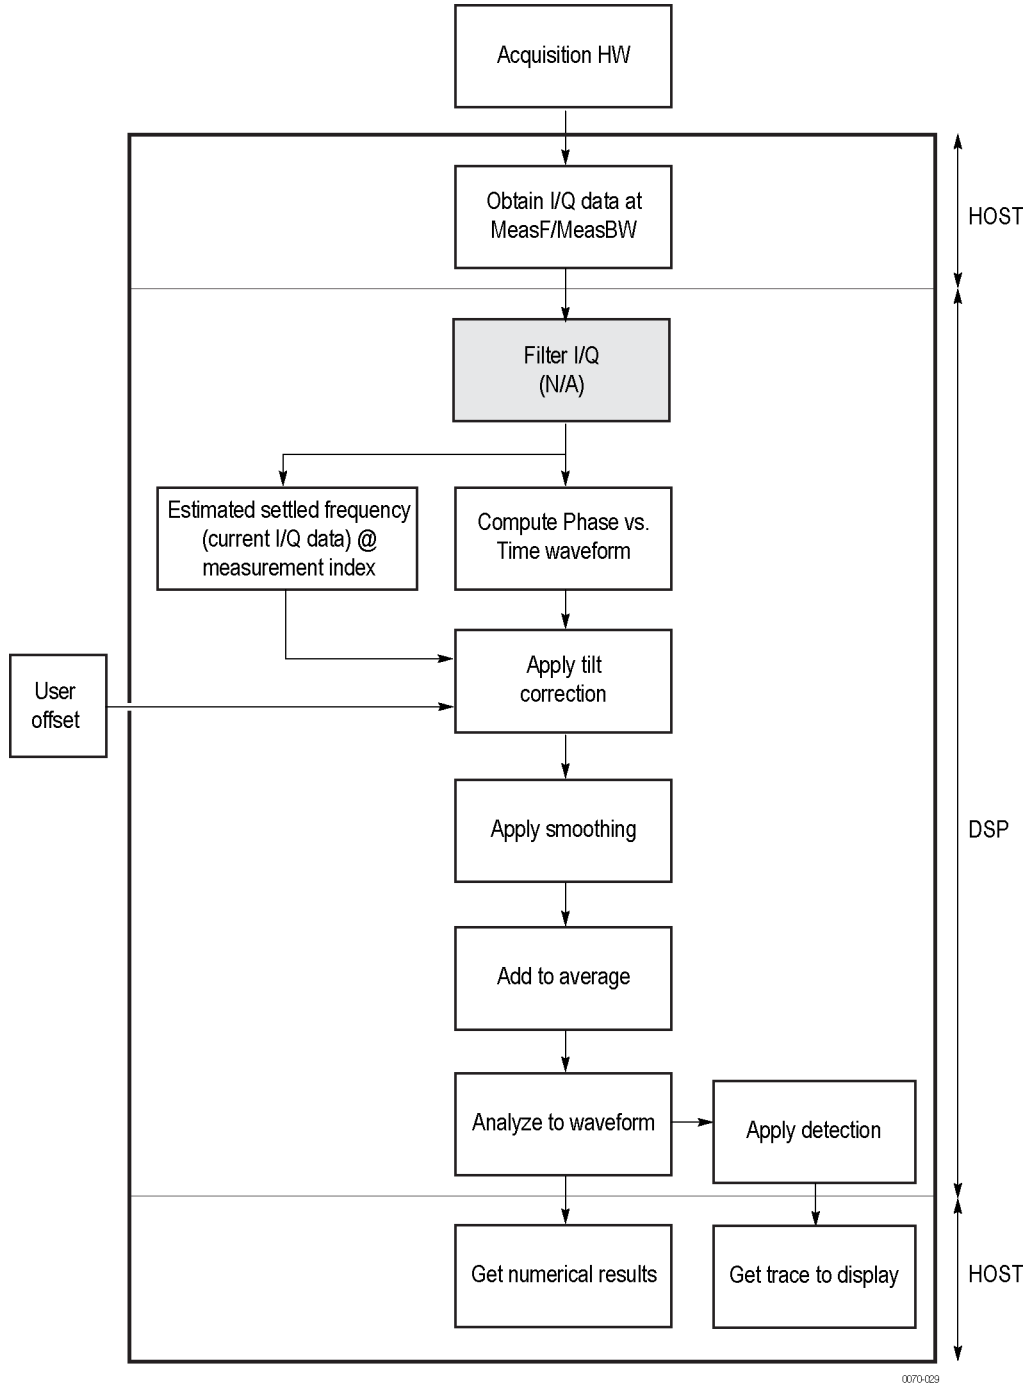 Acquisition HW
Obtain I/Q data at
MeasF/MeasBW
HOST
Filter I/Q
(N/A)
Estimated settled frequency
(current I/Q data) @
measurement index
Compute Phase vs.
Time waveform
User
offset
Apply tilt
correction
Apply smoothing
DSP
Add to average
Analyze to waveform
Apply detection
Get numerical results
Get trace to display
HOST
0070-029